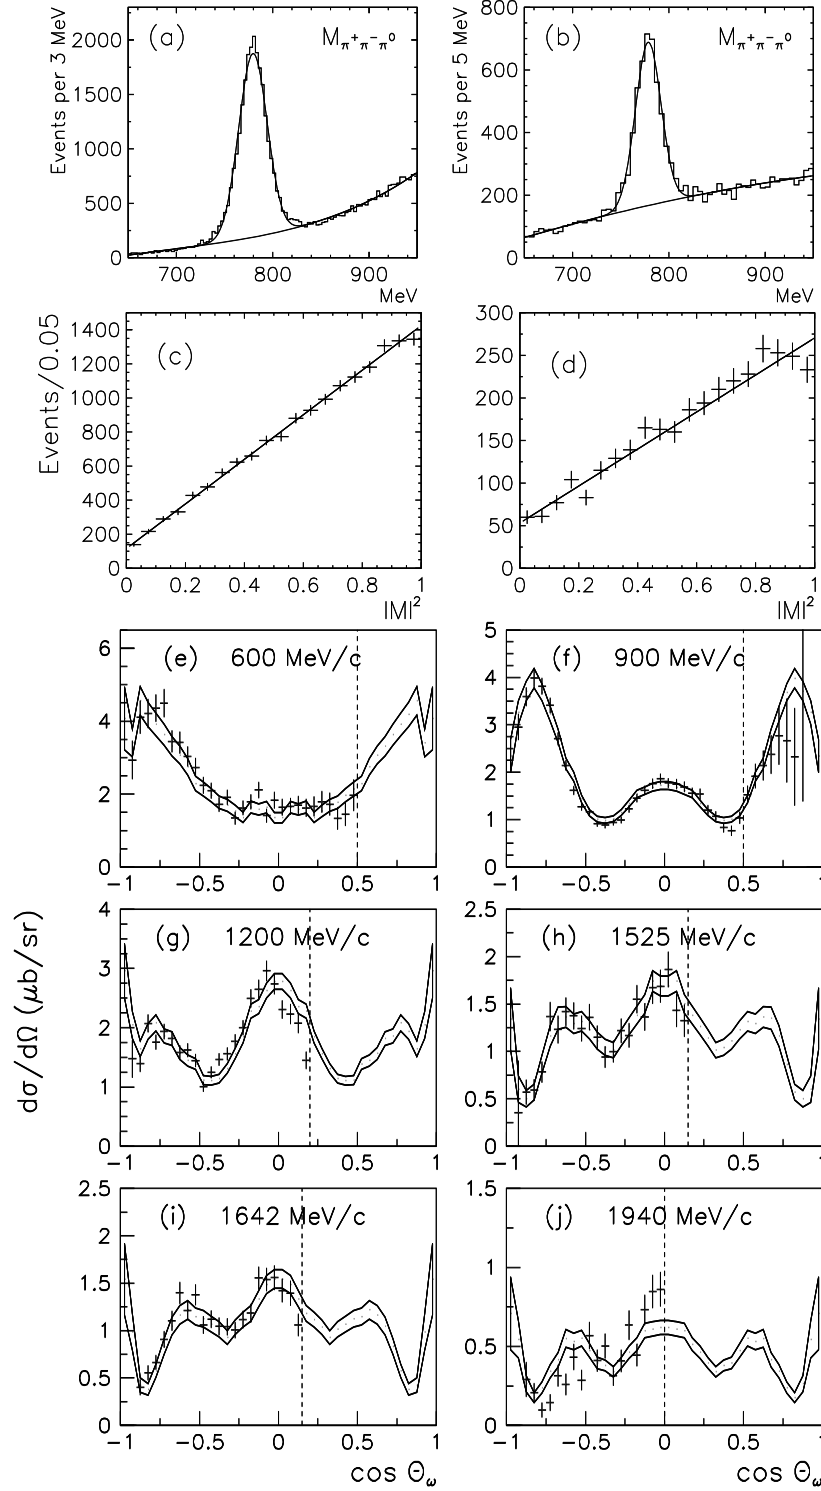 (a) M π⁺π⁻π⁰
Events per 3 MeV
2000
1500
1000
500
0
700 800 900
MeV
(b) M π⁺π⁻π⁰
Events per 5 MeV
800
600
400
200
0
700 800 900
MeV
(c)
Events/0.05
1400
1200
1000
800
600
400
200
0
0 0.2 0.4 0.6 0.8 1
|M|²
(d)
300
250
200
150
100
50
0
0 0.2 0.4 0.6 0.8 1
|M|²
dσ/dΩ (μb/sr)
(e) 600 MeV/c
6
4
2
0
-1 -0.5 0 0.5 1
(f) 900 MeV/c
5
4
3
2
1
0
-1 -0.5 0 0.5 1
(g) 1200 MeV/c
4
3
2
1
0
-1 -0.5 0 0.5 1
(h) 1525 MeV/c
2.5
2
1.5
1
0.5
0
-1 -0.5 0 0.5 1
(i) 1642 MeV/c
2.5
2
1.5
1
0.5
0
-1 -0.5 0 0.5 1
cos Θω
(j) 1940 MeV/c
1.5
1
0.5
0
-1 -0.5 0 0.5 1
cos Θω